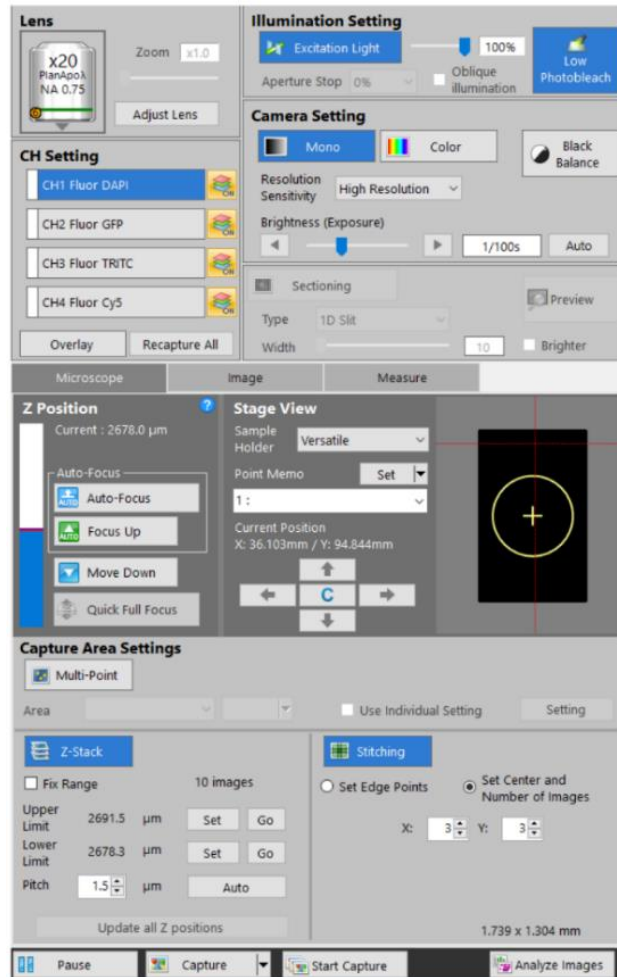 Lens
x20
PlanApoλ
NA 0.75
Zoom x1.0
Adjust Lens
Illumination Setting
Excitation Light 100%
Aperture Stop 0% Oblique illumination
Low Photobleach
CH Setting
CH1 Fluor DAPI ON
CH2 Fluor GFP ON
CH3 Fluor TRITC ON
CH4 Fluor Cy5 ON
Overlay Recapture All
Camera Setting
Mono Color
Black Balance
Resolution
Sensitivity High Resolution
Brightness (Exposure)
1/100s Auto
Sectioning
Preview
Type 1D Slit
Width 10 Brighter
Microscope Image Measure
Z Position ?
Current : 2678.0 μm
Auto-Focus
AUTO Auto-Focus
AUTO Focus Up
Move Down
Quick Full Focus
Stage View
Sample
Holder Versatile
Point Memo Set
1 :
Current Position
X: 36.103mm / Y: 94.844mm
C
Capture Area Settings
Multi-Point
Area Use Individual Setting Setting
Z-Stack
Fix Range 10 images
Upper
Limit 2691.5 μm Set Go
Lower
Limit 2678.3 μm Set Go
Pitch 1.5 μm Auto
Update all Z positions
Stitching
Set Edge Points Set Center and
Number of Images
X: 3 Y: 3
1.739 x 1.304 mm
Pause Capture Start Capture Analyze Images